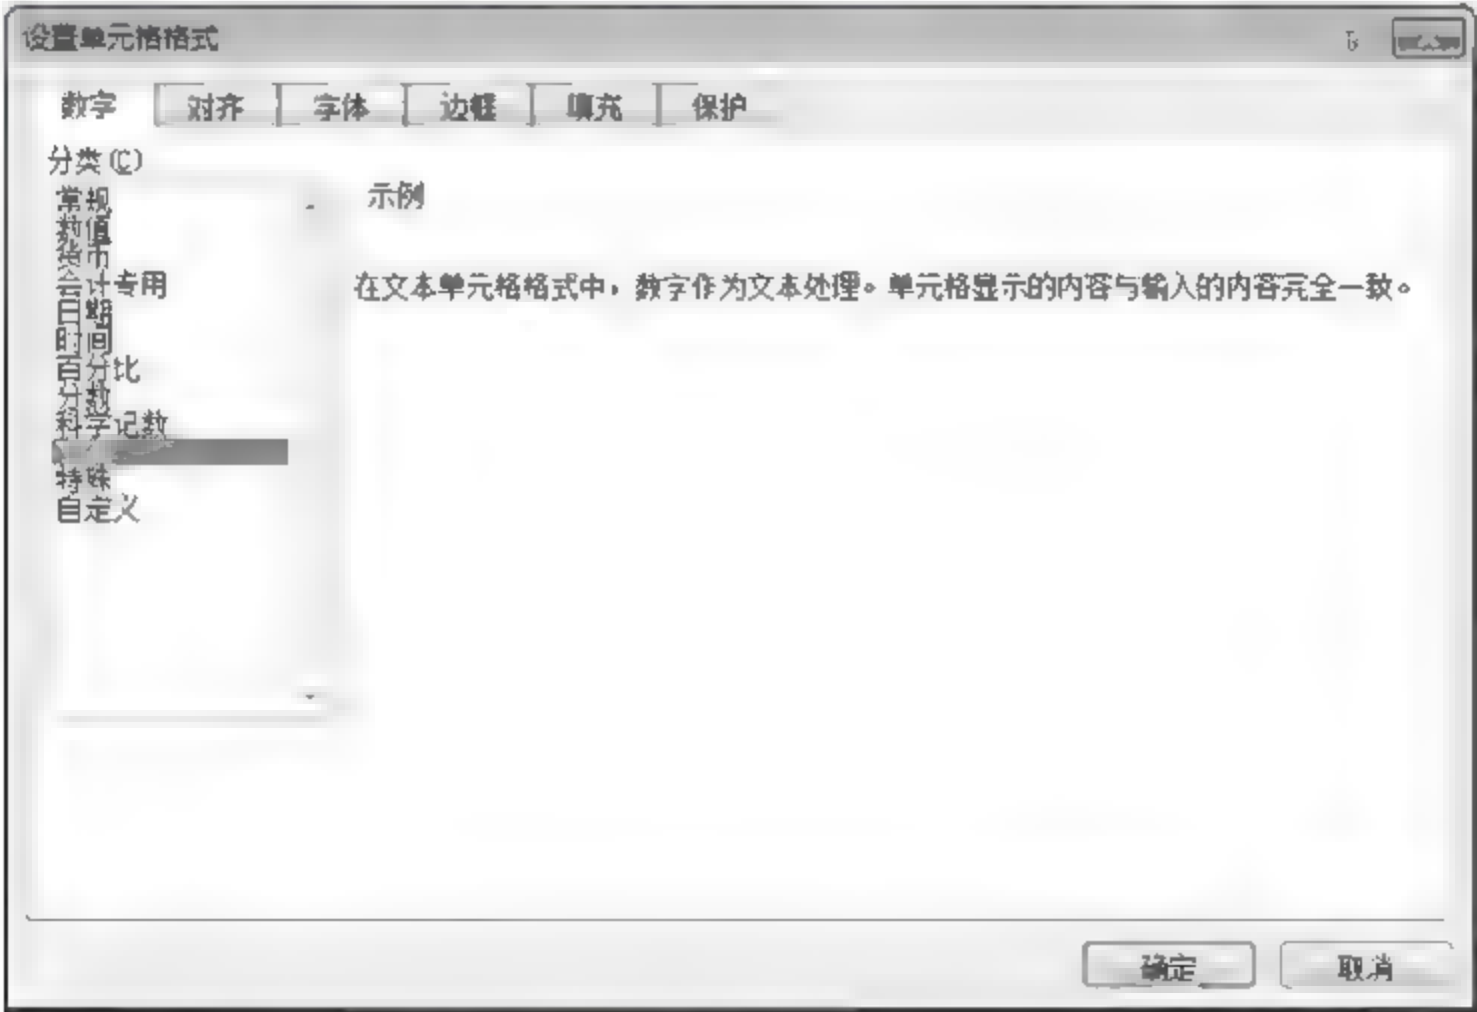 设置单元格格式
数字 对齐 字体 边框 填充 保护
分类(C)
常规
数值
货币
会计专用
日期
时间
百分比
分数
科学记数
特殊
自定义
示例
在文本单元格格式中，数字作为文本处理。单元格显示的内容与输入的内容完全一致。
确定 取消